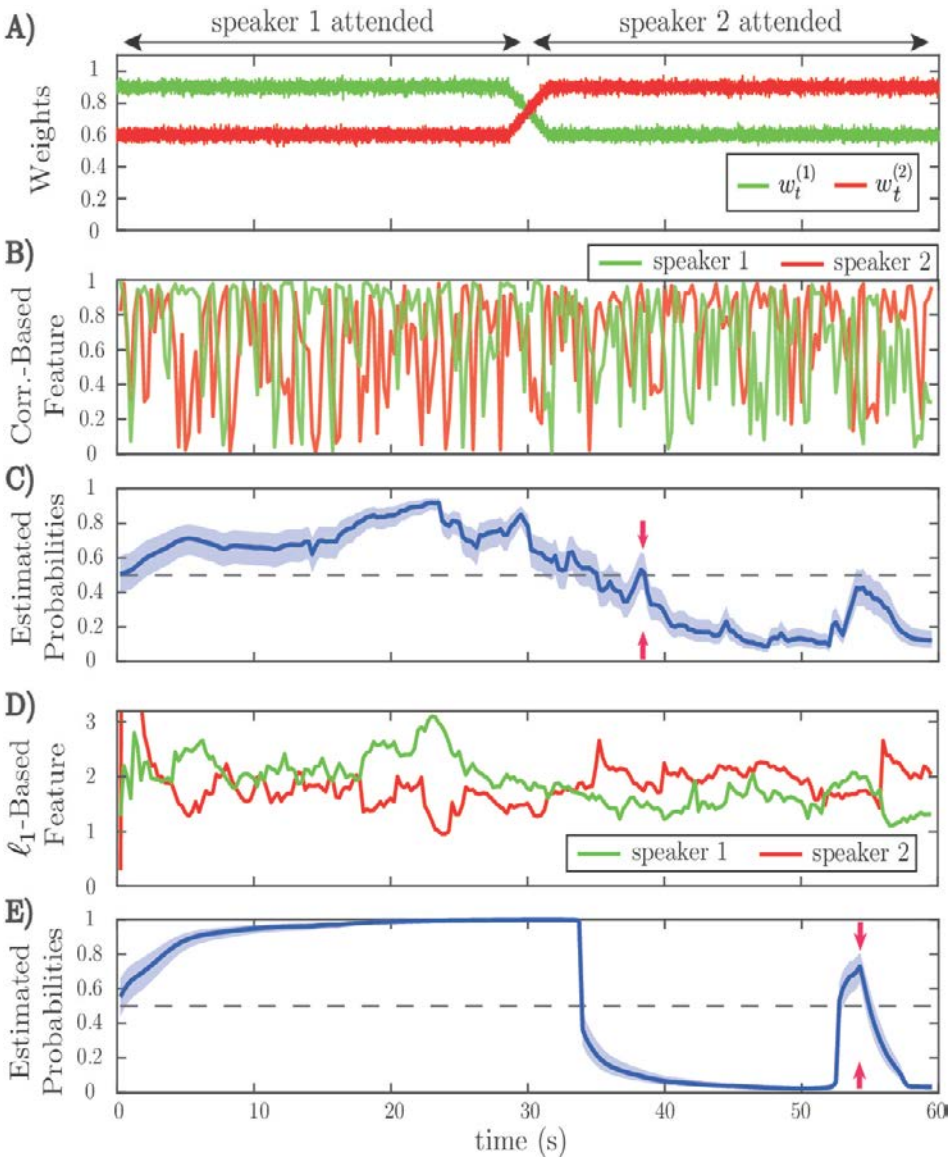 A)
speaker 1 attended speaker 2 attended
Weights
1
0.8
0.6
0.4
0.2
0
w_t^{(1)} w_t^{(2)}
B)
speaker 1 speaker 2
Corr.-Based
Feature
1
0.8
0.6
0.4
0.2
0
C)
Estimated
Probabilities
1
0.8
0.6
0.4
0.2
0
D)
ℓ₁-Based
Feature
3
2
1
0
speaker 1 speaker 2
E)
Estimated
Probabilities
1
0.8
0.6
0.4
0.2
0
0 10 20 30 40 50 60
time (s)